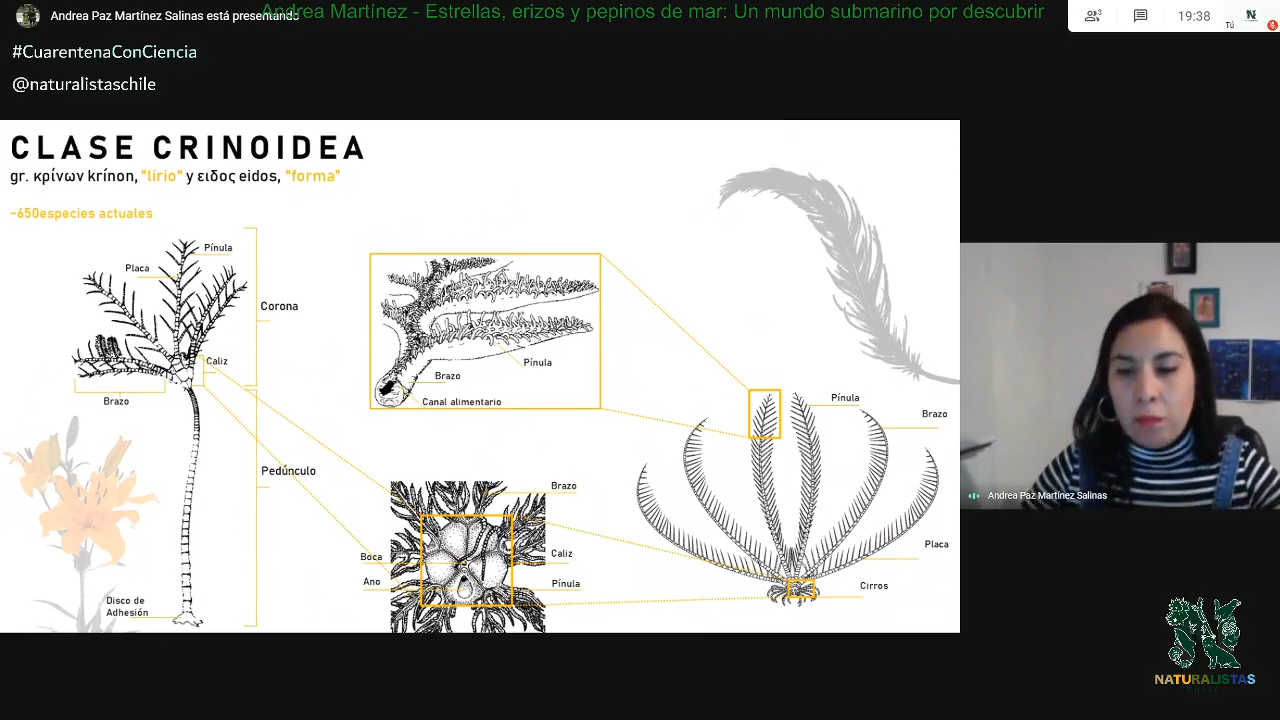 Andrea Paz Martínez Salinas está presentando
Andrea Martínez - Estrellas, erizos y pepinos de mar: Un mundo submarino por descubrir
3
19:38
Tú
#CuarentenaConCiencia
@naturalistaschile
CLASE CRINOIDEA
gr. κρίνων krínon, "lirio" y ειδος eidos, "forma"
~650especies actuales
Pínula
Placa
Corona
Caliz
Brazo
Pedúnculo
Disco de
Adhesión
Pínula
Brazo
Canal alimentario
Brazo
Boca
Caliz
Ano
Pínula
Pínula
Brazo
Placa
Cirros
Andrea Paz Martínez Salinas
NATURALISTAS
CHILE